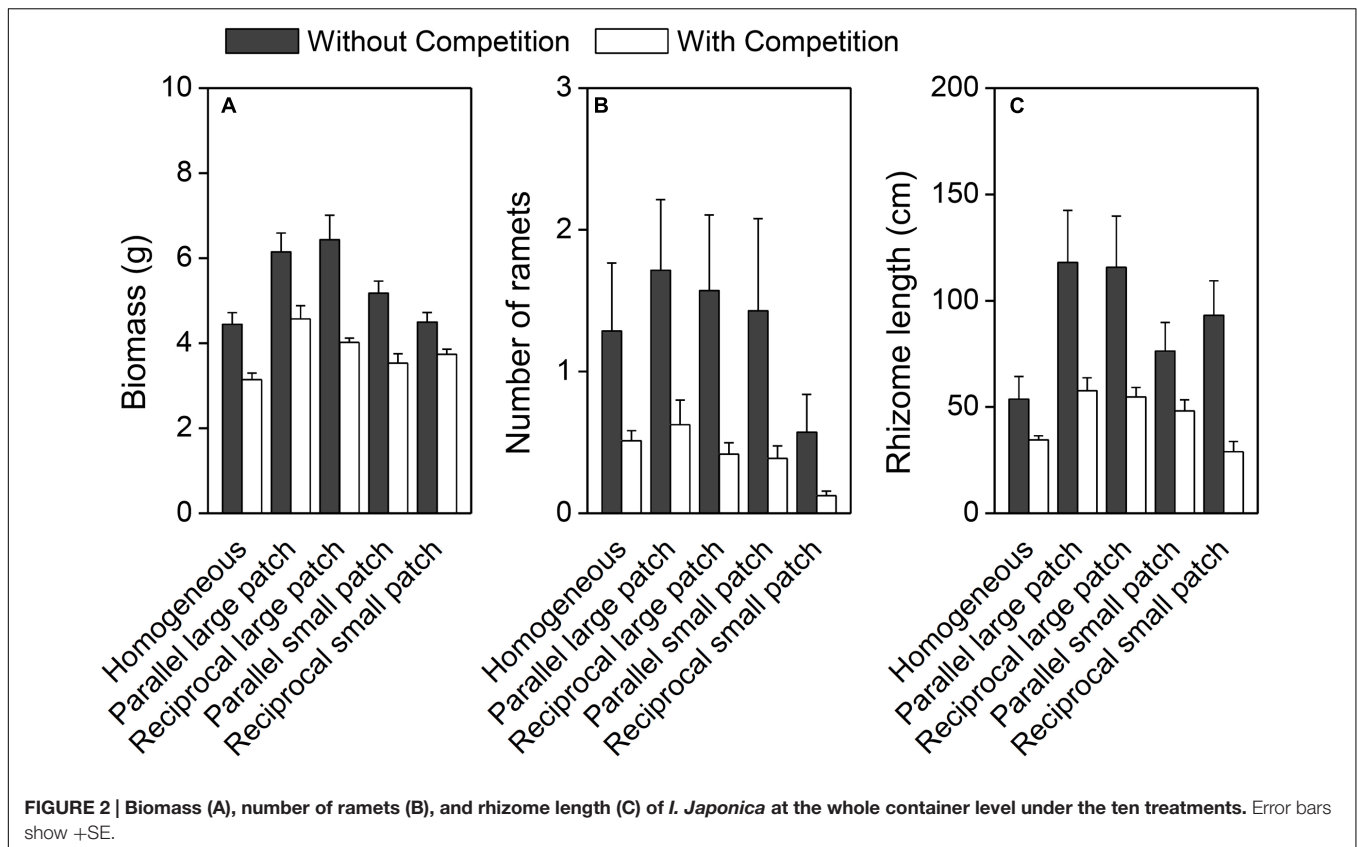 Without Competition With Competition
A
10
8
6
4
2
0
Biomass (g)
Homogeneous
Parallel large patch
Reciprocal large patch
Parallel small patch
Reciprocal small patch
B
3
2
1
0
Number of ramets
Homogeneous
Parallel large patch
Reciprocal large patch
Parallel small patch
Reciprocal small patch
C
200
150
100
50
0
Rhizome length (cm)
Homogeneous
Parallel large patch
Reciprocal large patch
Parallel small patch
Reciprocal small patch
FIGURE 2 | Biomass (A), number of ramets (B), and rhizome length (C) of I. Japonica at the whole container level under the ten treatments. Error bars
show +SE.